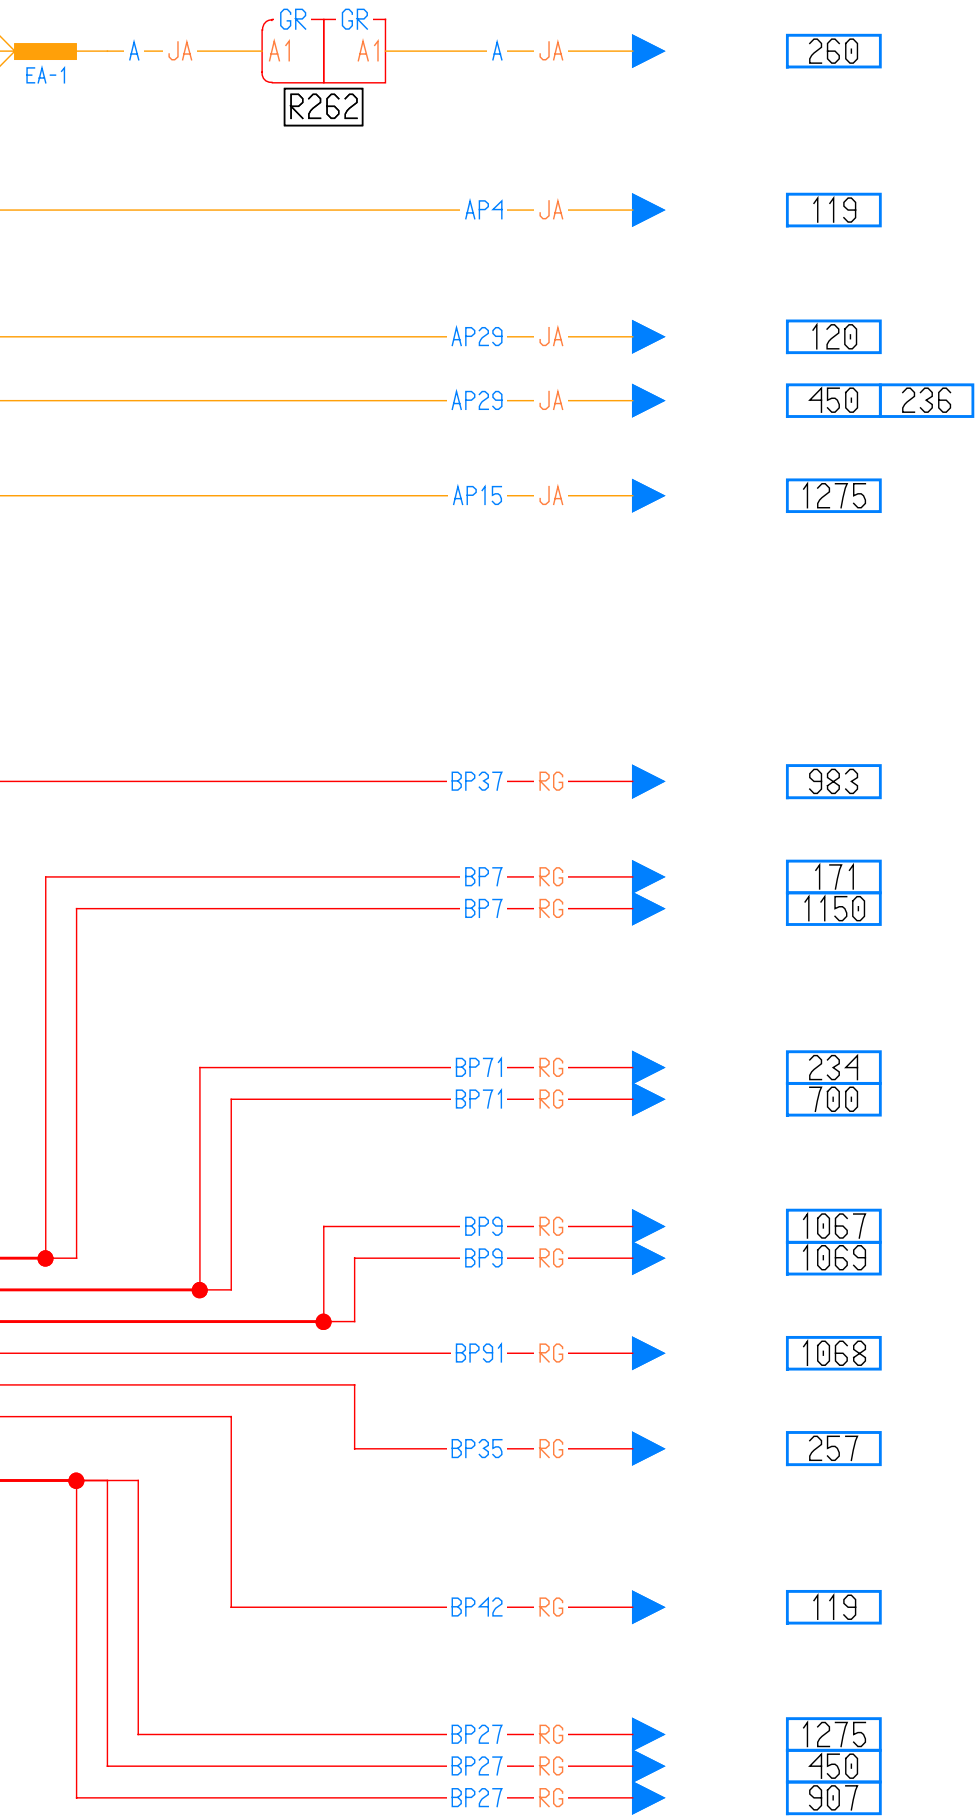 GR GR
A JA A1 A1 A JA 260
EA-1
R262
AP4 JA 119
AP29 JA 120
AP29 JA 450 236
AP15 JA 1275
BP37 RG 983
BP7 RG 171
BP7 RG 1150
BP71 RG 234
BP71 RG 700
BP9 RG 1067
BP9 RG 1069
BP91 RG 1068
BP35 RG 257
BP42 RG 119
BP27 RG 1275
BP27 RG 450
BP27 RG 907